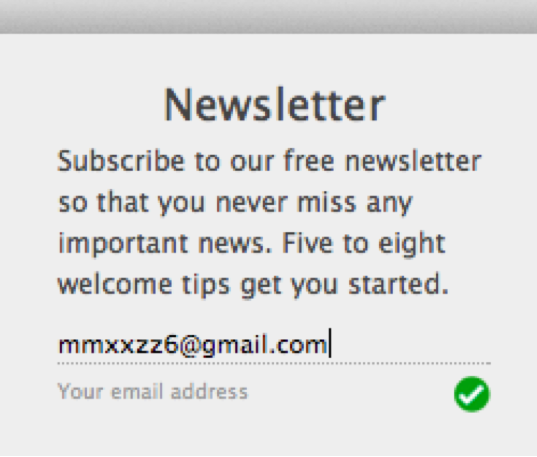 Newsletter
Subscribe to our free newsletter
so that you never miss any
important news. Five to eight
welcome tips get you started.
mmxxzz6@gmail.com
Your email address